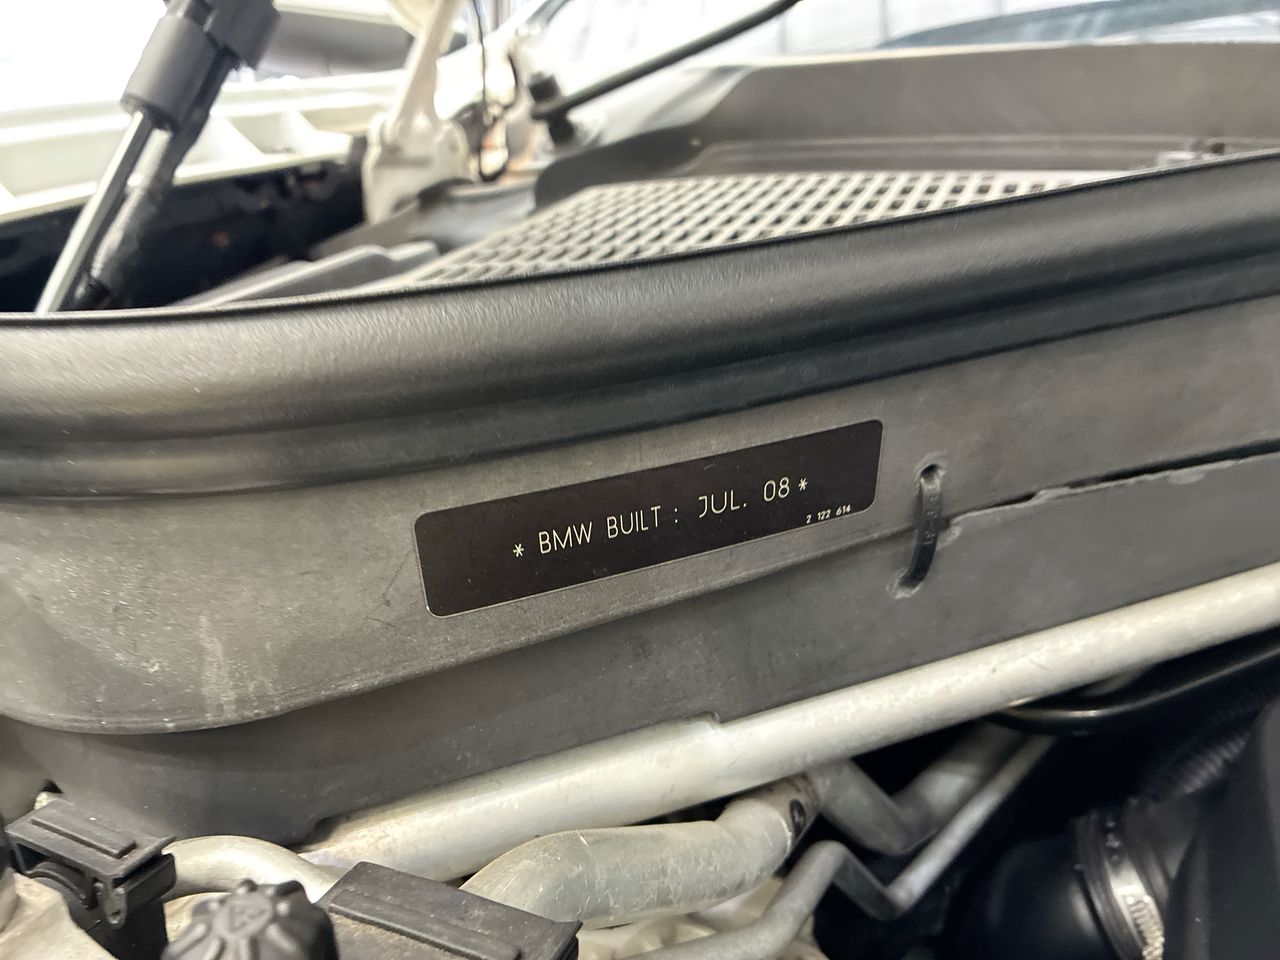 * BMW BUILT : JUL. 08 *
2 122 614